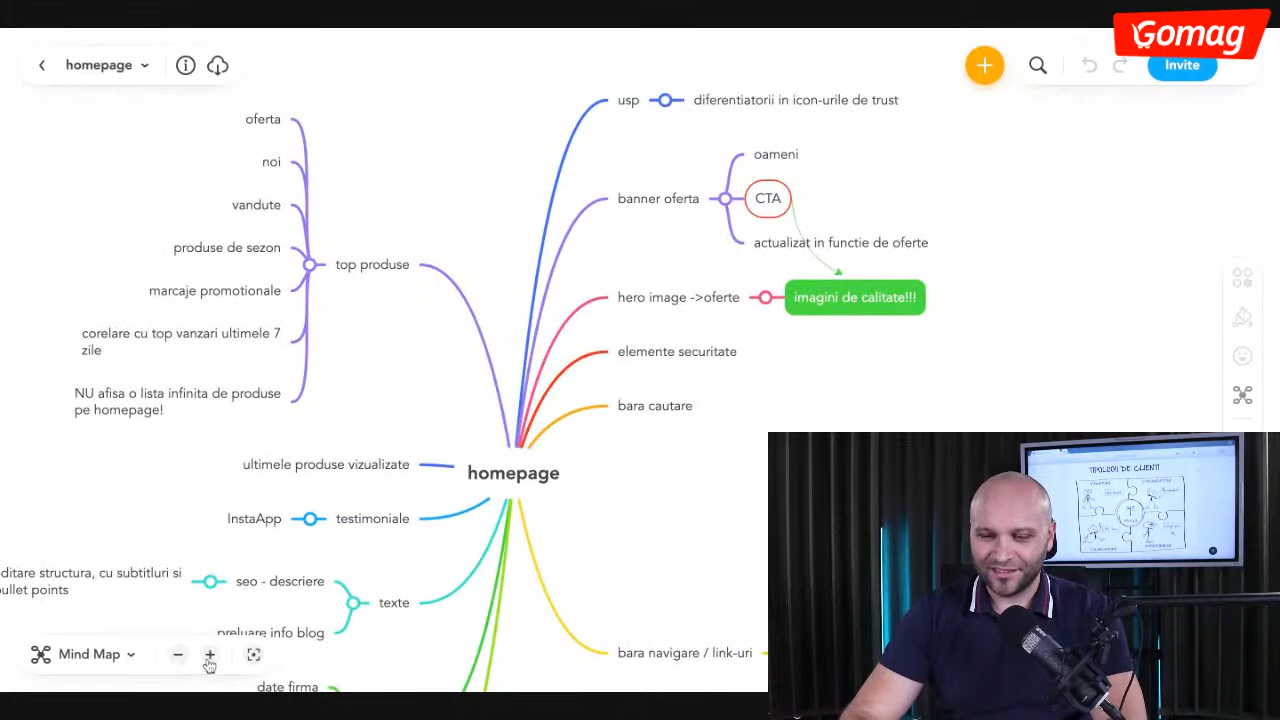 Gomag
homepage
Invite
oferta
noi
vandute
produse de sezon
marcaje promotionale
corelare cu top vanzari ultimele 7
zile
NU afisa o lista infinita de produse
pe homepage!
top produse
ultimele produse vizualizate
InstaApp
testimoniale
editare structura, cu subtitluri si
bullet points
seo - descriere
texte
preluare info blog
date firma
homepage
usp
diferentiatorii in icon-urile de trust
banner oferta
oameni
CTA
actualizat in functie de oferte
hero image ->oferte
imagini de calitate!!!
elemente securitate
bara cautare
bara navigare / link-uri
Mind Map
TIPOLOGII DE CLIENTI